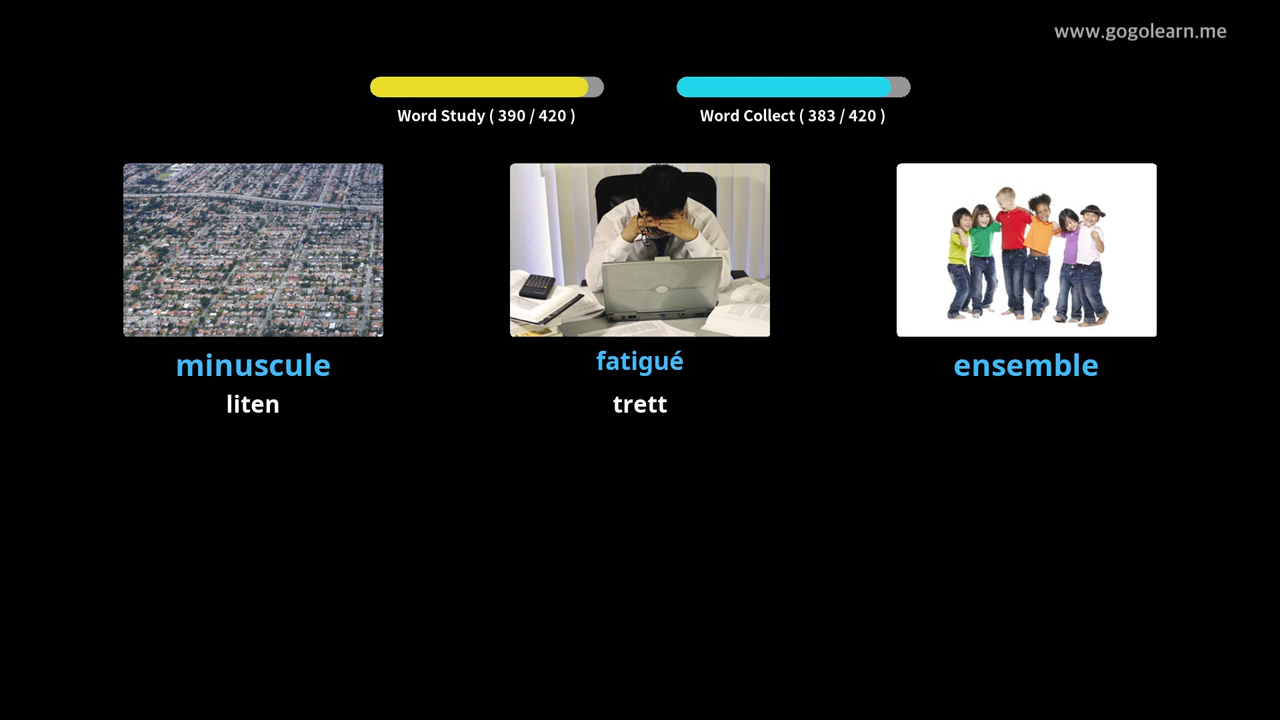 www.gogolearn.me
Word Study ( 390 / 420 )
Word Collect ( 383 / 420 )
minuscule
fatigué
ensemble
liten
trett